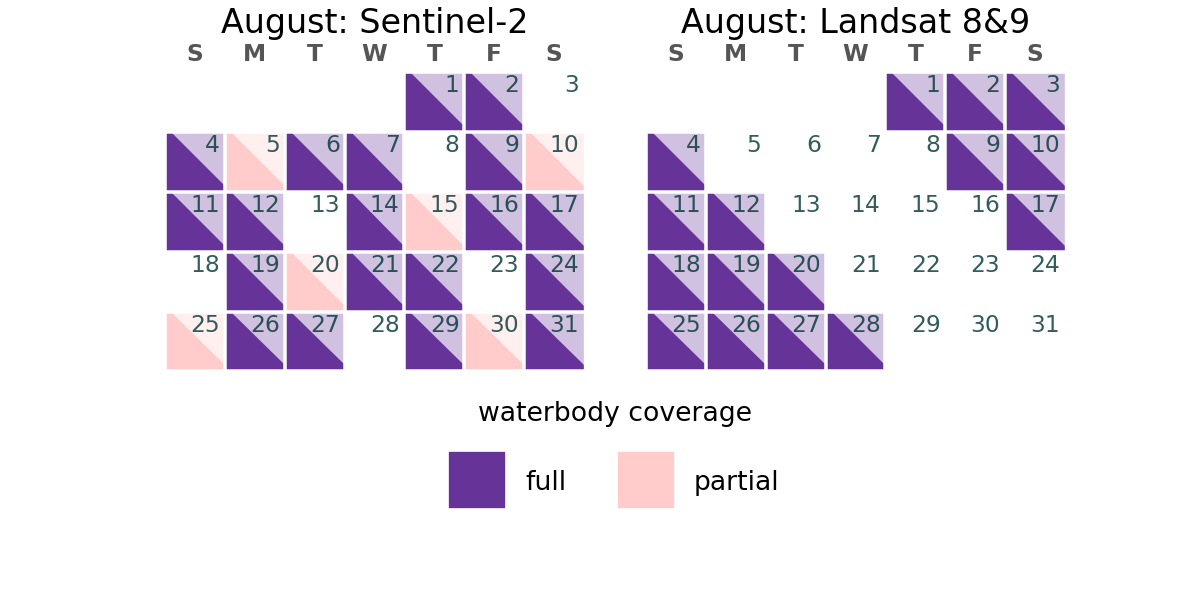 August: Sentinel-2
S M T W T F S
1 2 3
4 5 6 7 8 9 10
11 12 13 14 15 16 17
18 19 20 21 22 23 24
25 26 27 28 29 30 31
August: Landsat 8&9
S M T W T F S
1 2 3
4 5 6 7 8 9 10
11 12 13 14 15 16 17
18 19 20 21 22 23 24
25 26 27 28 29 30 31
waterbody coverage
full
partial